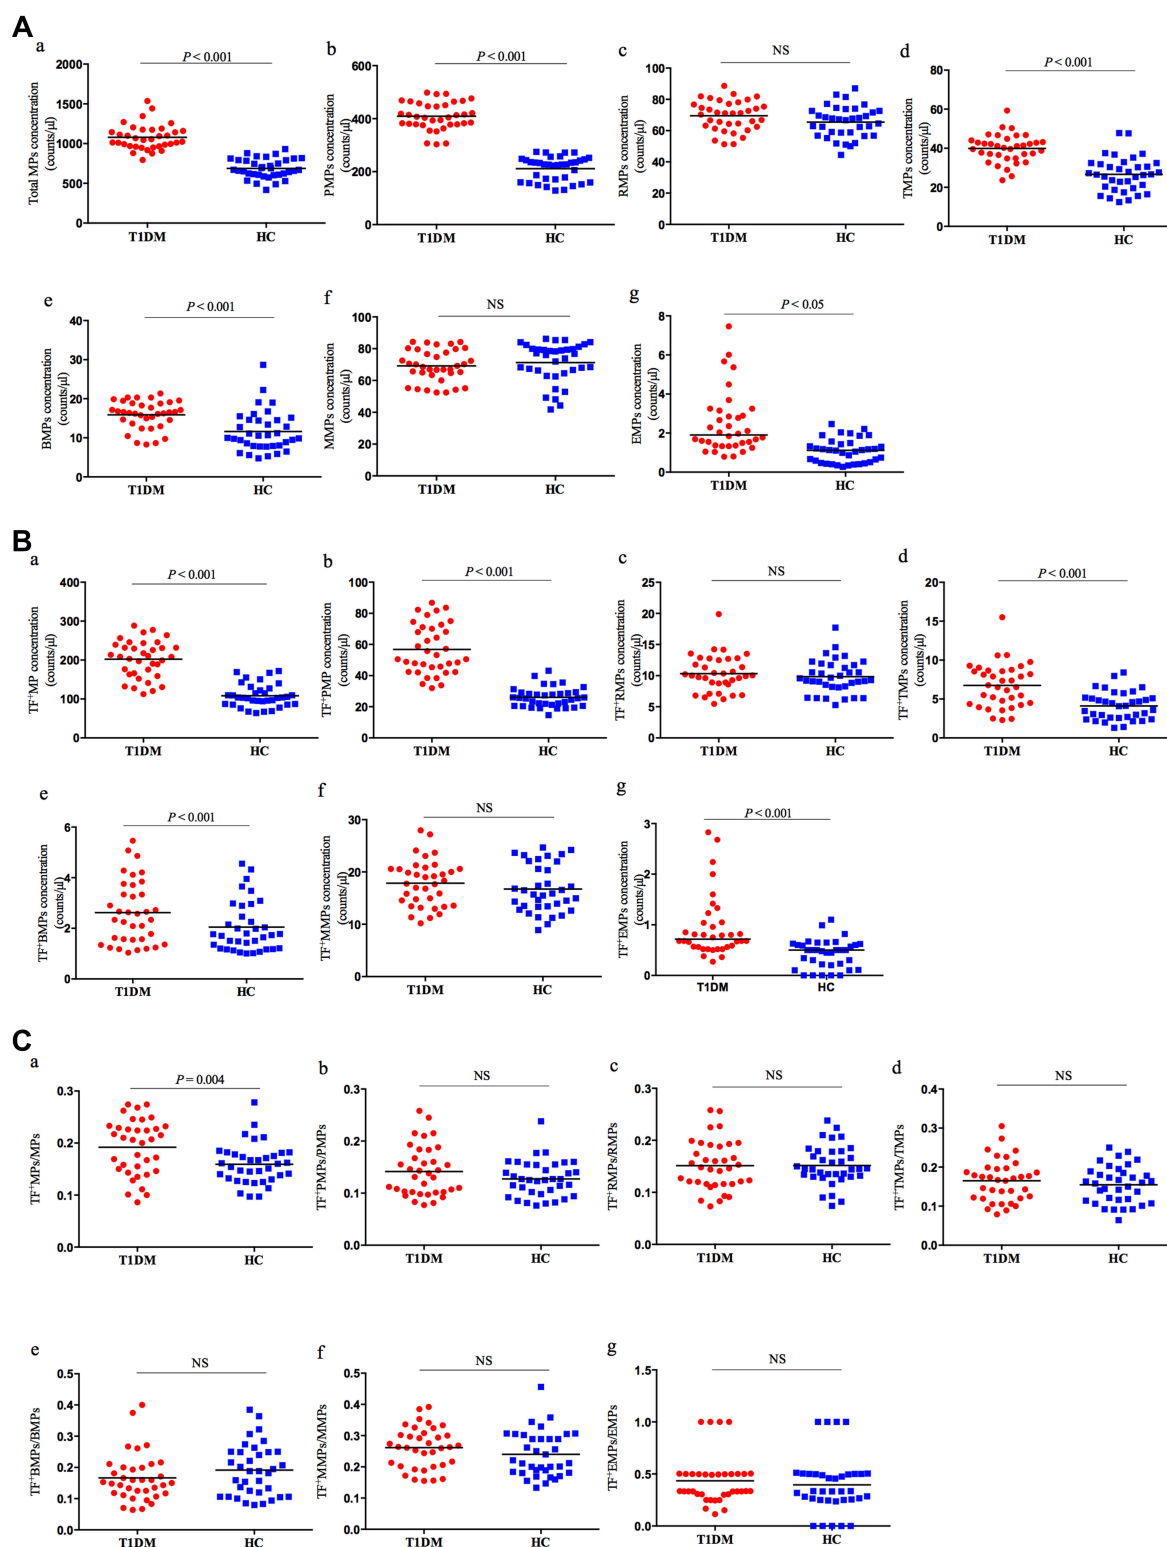 A
a
P < 0.001
Total MPs concentration
(counts/µl)
2000
1500
1000
500
0
T1DM HC
b
P < 0.001
PMPs concentration
(counts/µl)
600
400
200
0
T1DM HC
c
NS
RMPs concentration
(counts/µl)
100
80
60
40
20
0
T1DM HC
d
P < 0.001
TMPs concentration
(counts/µl)
80
60
40
20
0
T1DM HC
e
P < 0.001
BMPs concentration
(counts/µl)
40
30
20
10
0
T1DM HC
f
NS
MMPs concentration
(counts/µl)
100
80
60
40
20
0
T1DM HC
g
P < 0.05
EMPs concentration
(counts/µl)
8
6
4
2
0
T1DM HC
B
a
P < 0.001
TF+MP concentration
(counts/µl)
400
300
200
100
0
T1DM HC
b
P < 0.001
TF+PMP concentration
(counts/µl)
100
80
60
40
20
0
T1DM HC
c
NS
TF+RMPs concentration
(counts/µl)
25
20
15
10
5
0
T1DM HC
d
P < 0.001
TF+TMPs concentration
(counts/µl)
20
15
10
5
0
T1DM HC
e
P < 0.001
TF+BMPs concentration
(counts/µl)
6
4
2
0
T1DM HC
f
NS
TF+MMPs concentration
(counts/µl)
30
20
10
0
T1DM HC
g
P < 0.001
TF+EMPs concentration
(counts/µl)
3
2
1
0
T1DM HC
C
a
P = 0.004
TF+MPs/MPs
0.3
0.2
0.1
0.0
T1DM HC
b
NS
TF+PMPs/PMPs
0.3
0.2
0.1
0.0
T1DM HC
c
NS
TF+RMPs/RMPs
0.3
0.2
0.1
0.0
T1DM HC
d
NS
TF+TMPs/TMPs
0.4
0.3
0.2
0.1
0.0
T1DM HC
e
NS
TF+BMPs/BMPs
0.5
0.4
0.3
0.2
0.1
0.0
T1DM HC
f
NS
TF+MMPs/MMPs
0.5
0.4
0.3
0.2
0.1
0.0
T1DM HC
g
NS
TF+EMPs/EMPs
1.5
1.0
0.5
0.0
T1DM HC